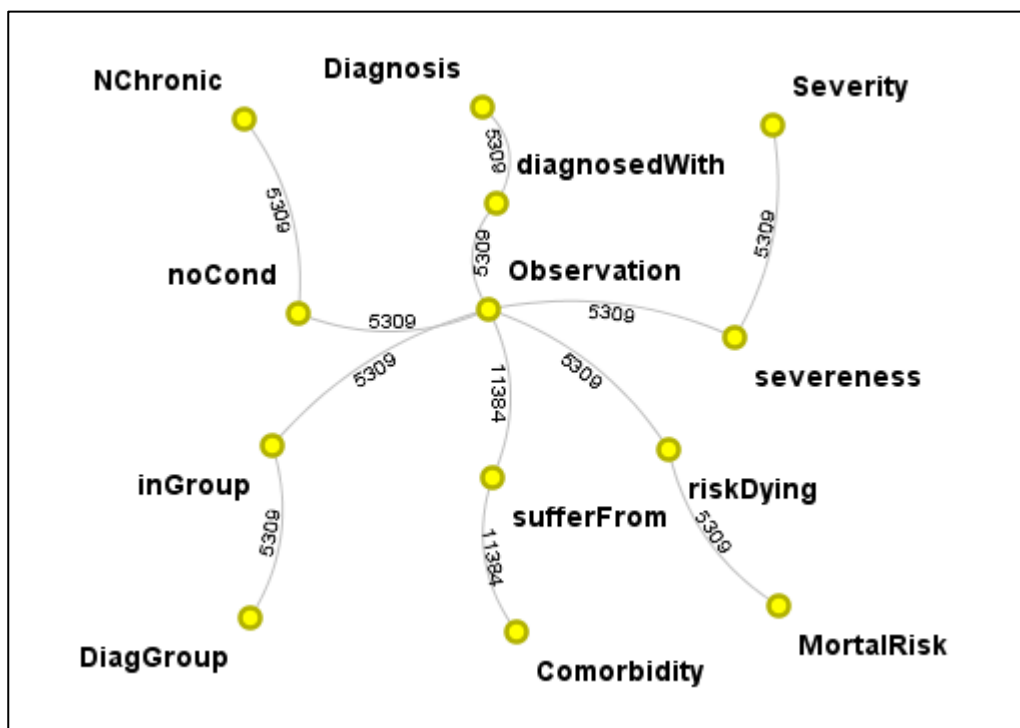 Diagnosis
NChronic
Severity
5309
diagnosedWith
5309
5309
5309
noCond
Observation
5309
5309
5309
5309
5309
11384
severeness
inGroup
riskDying
sufferFrom
5309
5309
11384
DiagGroup
Comorbidity
MortalRisk